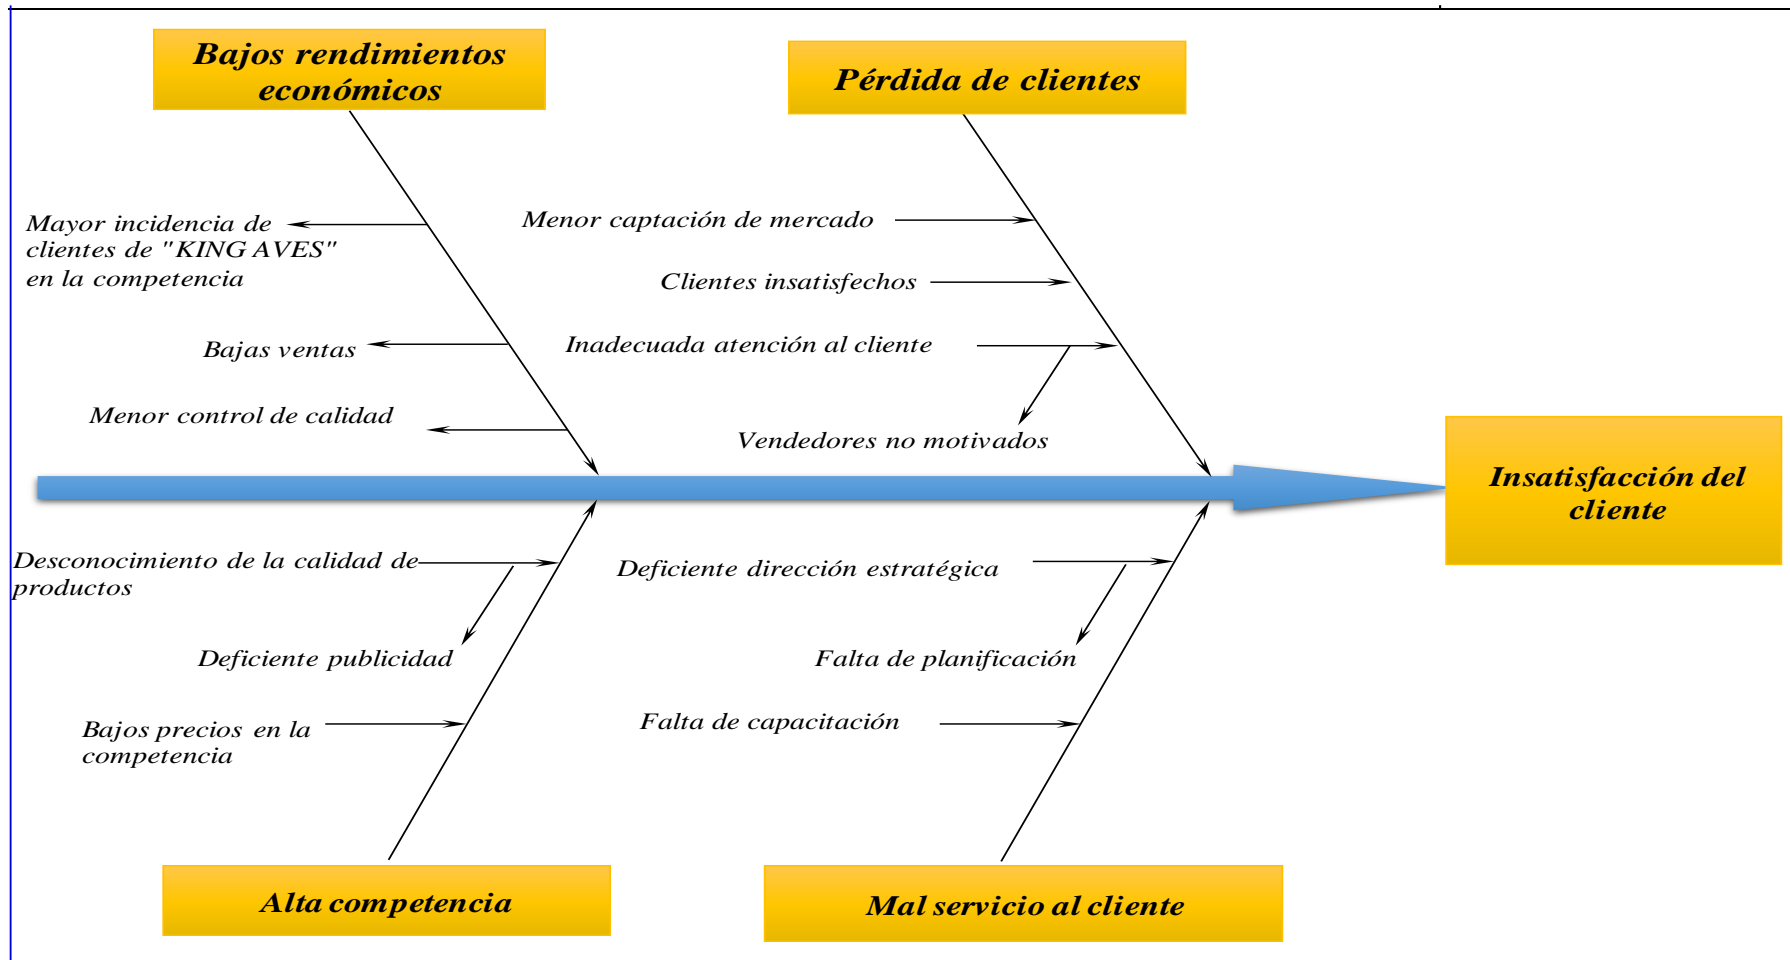 Bajos rendimientos
económicos
Pérdida de clientes
Mayor incidencia de
clientes de "KING AVES"
en la competencia
Bajas ventas
Menor control de calidad
Menor captación de mercado
Clientes insatisfechos
Inadecuada atención al cliente
Vendedores no motivados
Insatisfacción del
cliente
Desconocimiento de la calidad de
productos
Deficiente publicidad
Bajos precios en la
competencia
Deficiente dirección estratégica
Falta de planificación
Falta de capacitación
Alta competencia
Mal servicio al cliente